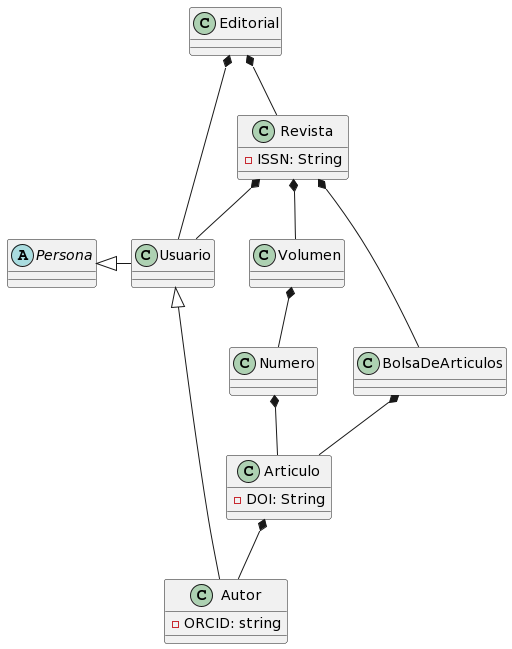 C Editorial
C Revista
ISSN: String
A Persona
C Usuario
C Volumen
C Numero
C BolsaDeArticulos
C Articulo
DOI: String
C Autor
ORCID: string